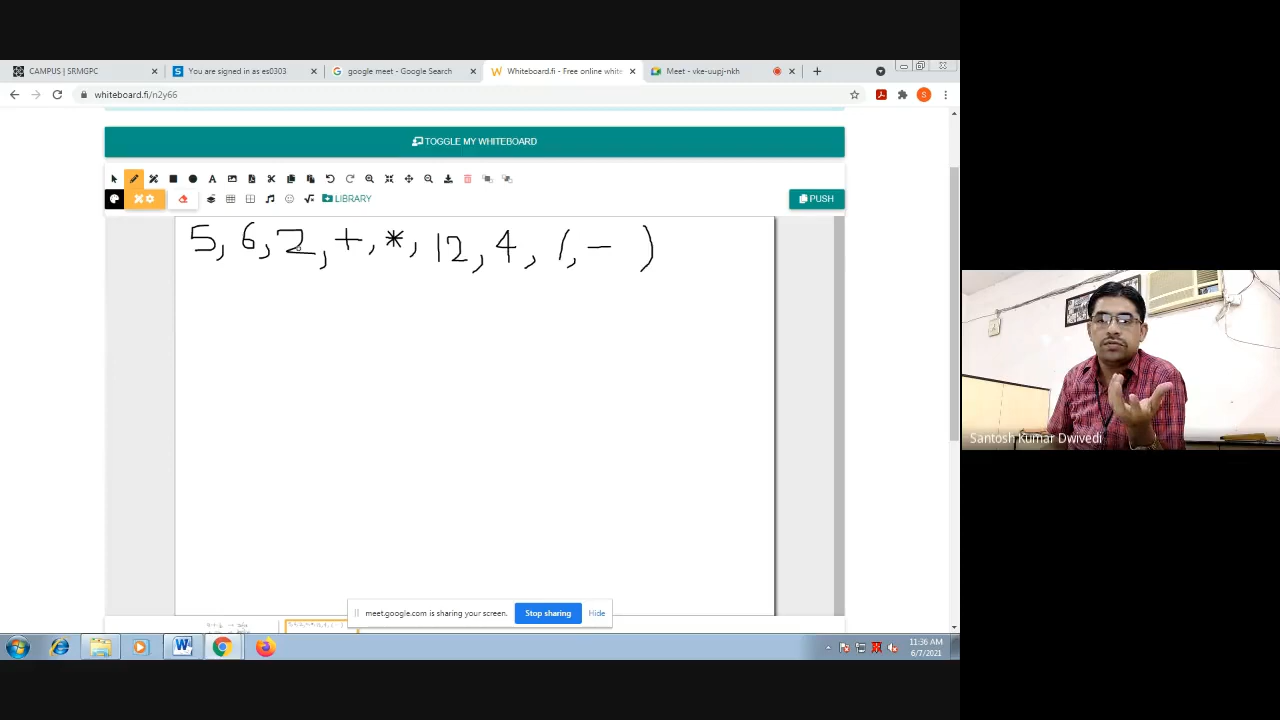 CAMPUS | SRMGPC
You are signed in as es0303
google meet - Google Search
Whiteboard.fi - Free online white
Meet - vke-uupj-nkh
whiteboard.fi/n2y66
TOGGLE MY WHITEBOARD
LIBRARY
PUSH
5, 6, 2, +, *, 12, 4, /, - )
Santosh Kumar Dwivedi
meet.google.com is sharing your screen.
Stop sharing
Hide
11:36 AM
6/7/2021